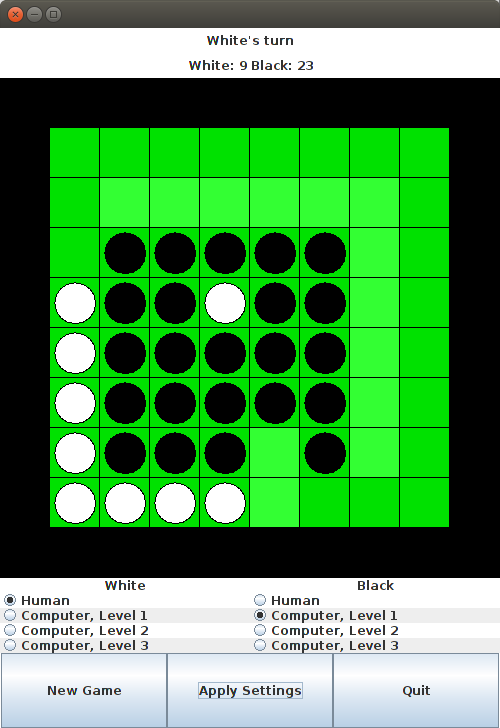 White's turn
White: 9 Black: 23
White Black
Human Human
Computer, Level 1 Computer, Level 1
Computer, Level 2 Computer, Level 2
Computer, Level 3 Computer, Level 3
New Game Apply Settings Quit